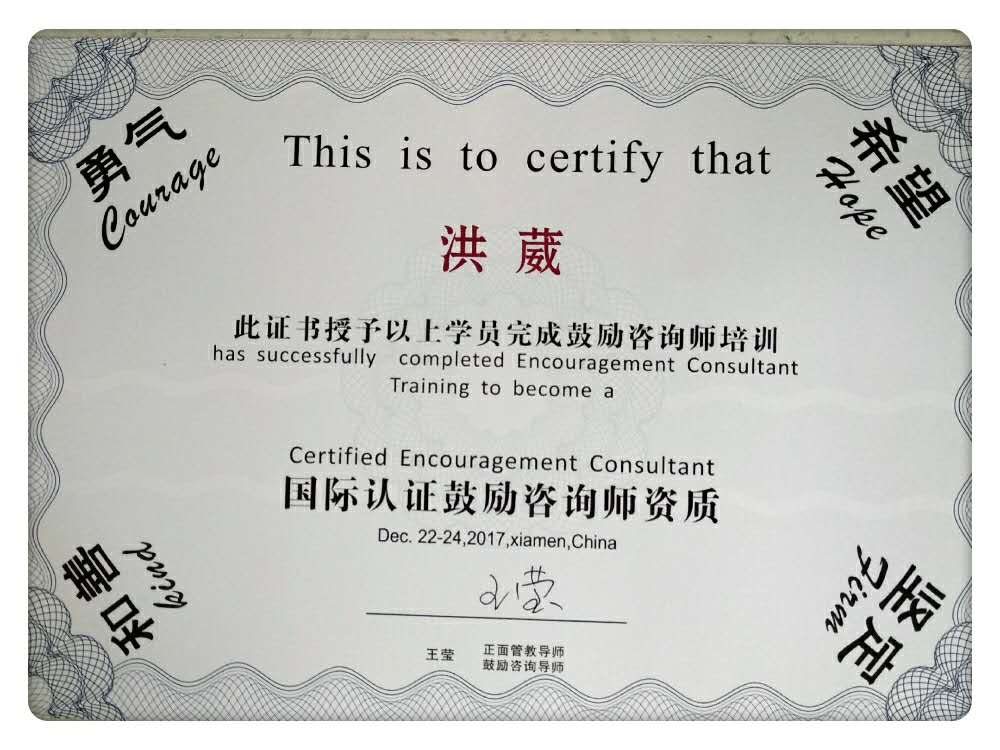 勇气
Courage
希望
Hope
This is to certify that
洪葳
此证书授予以上学员完成鼓励咨询师培训
has successfully completed Encouragement Consultant
Training to become a
Certified Encouragement Consultant
国际认证鼓励咨询师资质
Dec. 22-24,2017,xiamen,China
王莹
王莹 正面管教导师
鼓励咨询导师
和善
kind
坚定
Firm